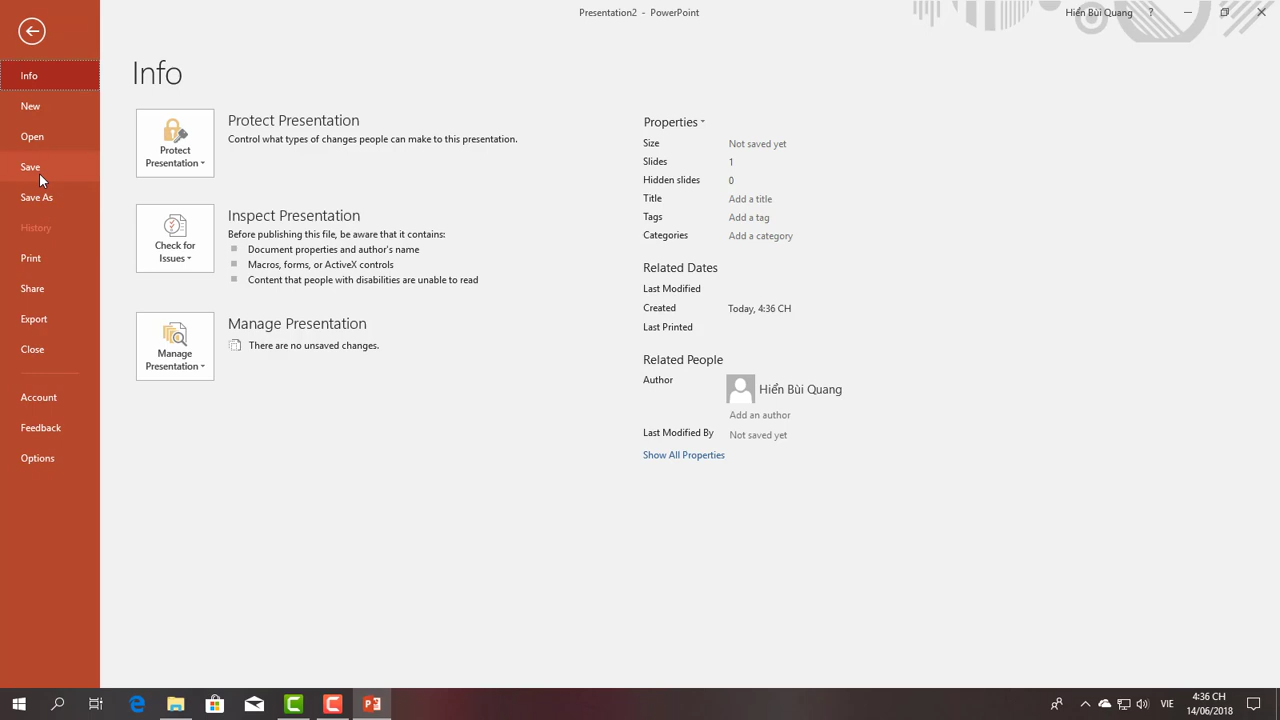 Presentation2 - PowerPoint
Hiển Bùi Quang
?
Info
New
Open
Save
Save As
History
Print
Share
Export
Close
Account
Feedback
Options
Info
Protect Presentation
Protect Presentation
Control what types of changes people can make to this presentation.
Check for Issues
Inspect Presentation
Before publishing this file, be aware that it contains:
Document properties and author's name
Macros, forms, or ActiveX controls
Content that people with disabilities are unable to read
Manage Presentation
Manage Presentation
There are no unsaved changes.
Properties
Size Not saved yet
Slides 1
Hidden slides 0
Title Add a title
Tags Add a tag
Categories Add a category
Related Dates
Last Modified
Created Today, 4:36 CH
Last Printed
Related People
Author Hiển Bùi Quang
Add an author
Last Modified By Not saved yet
Show All Properties
VIE
4:36 CH
14/06/2018